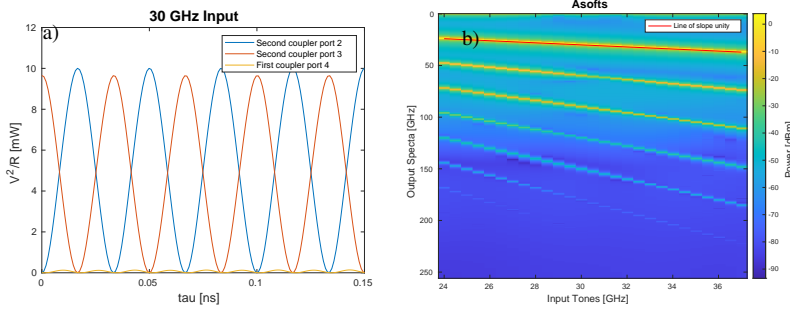 30 GHz Input
a)
Second coupler port 2
Second coupler port 3
First coupler port 4
V^2/R [mW]
12
10
8
6
4
2
0
0
0.05
0.1
0.15
tau [ns]
Asofts
b)
Line of slope unity
Output Specta [GHz]
0
50
100
150
200
250
24
26
28
30
32
34
36
Input Tones [GHz]
0
-10
-20
-30
-40
-50
-60
-70
-80
-90
Power [dBm]